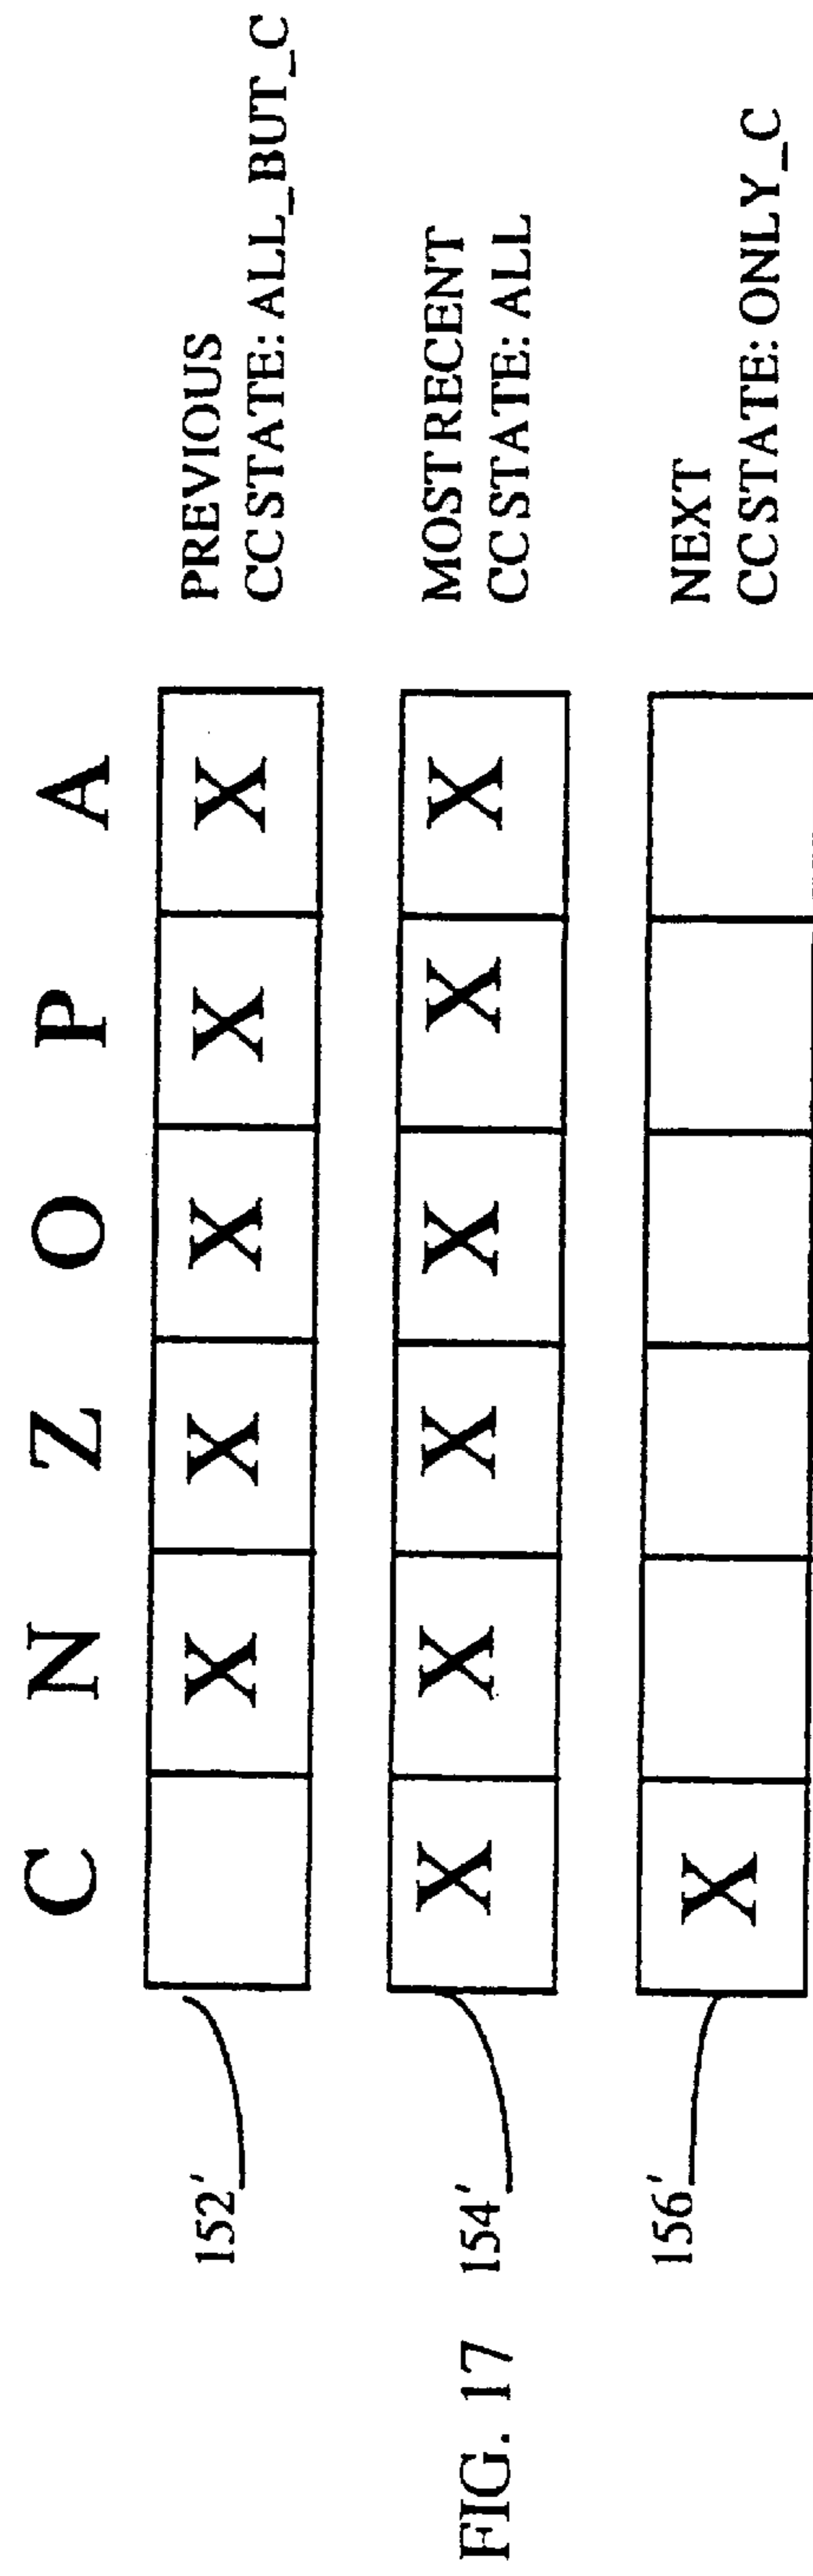 C N Z O P A
152' X X X X X PREVIOUS
CC STATE: ALL_BUT_C
FIG. 17 154' X X X X X X MOST RECENT
CC STATE: ALL
156' X NEXT
CC STATE: ONLY_C